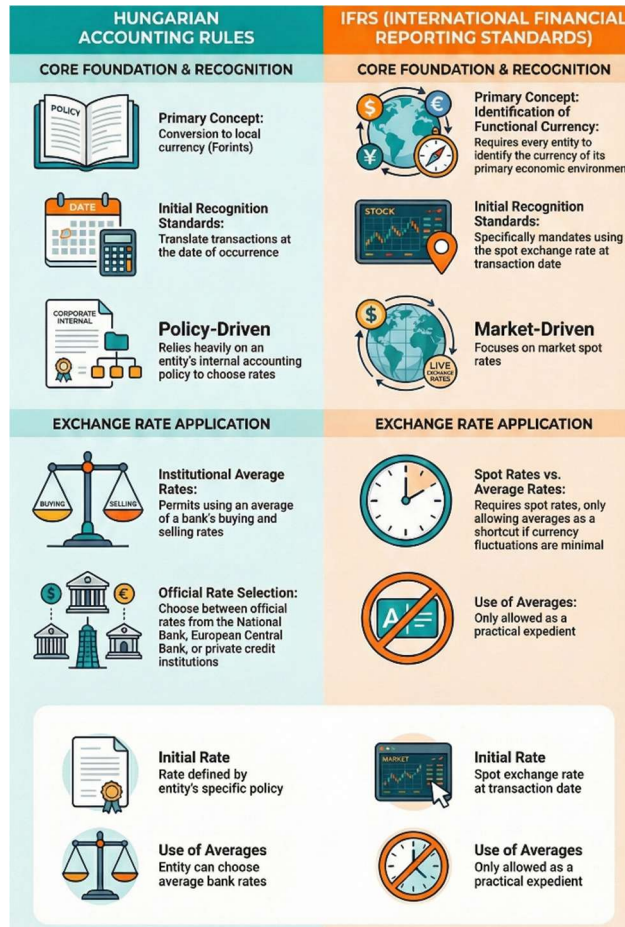 HUNGARIAN
ACCOUNTING RULES
CORE FOUNDATION & RECOGNITION
POLICY
Primary Concept:
Conversion to local
currency (Forints)
DATE
Initial Recognition
Standards:
Translate transactions at
the date of occurrence
CORPORATE
INTERNAL
Policy-Driven
Relies heavily on an
entity's internal accounting
policy to choose rates
EXCHANGE RATE APPLICATION
BUYING
SELLING
Institutional Average
Rates:
Permits using an average
of a bank's buying and
selling rates
$
€
Official Rate Selection:
Choose between official
rates from the National
Bank, European Central
Bank, or private credit
institutions
IFRS (INTERNATIONAL FINANCIAL
REPORTING STANDARDS)
CORE FOUNDATION & RECOGNITION
$
€
¥
Primary Concept:
Identification of
Functional Currency:
Requires every entity to
identify the currency of its
primary economic environmen
STOCK
Initial Recognition
Standards:
Specifically mandates using
the spot exchange rate at
transaction date
$
LIVE
EXCHANGE
RATES
Market-Driven
Focuses on market spot
rates
EXCHANGE RATE APPLICATION
Spot Rates vs.
Average Rates:
Requires spot rates, only
allowing averages as a
shortcut if currency
fluctuations are minimal
A
Use of Averages:
Only allowed as a
practical expedient
Initial Rate
Rate defined by
entity's specific policy
Use of Averages
Entity can choose
average bank rates
MARKET
Initial Rate
Spot exchange rate
at transaction date
Use of Averages
Only allowed as a
practical expedient